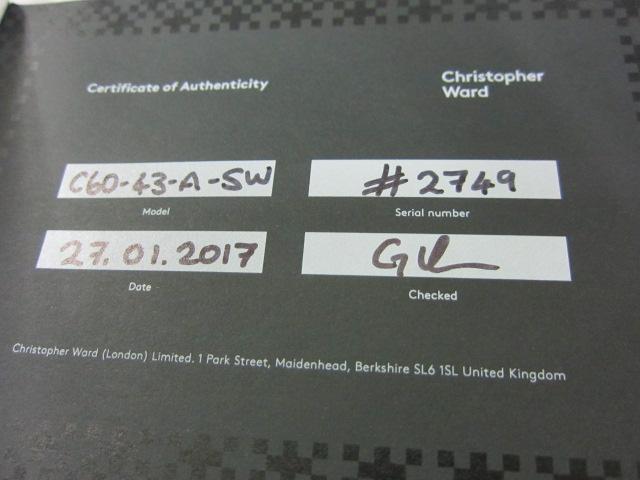 Certificate of Authenticity
Christopher
Ward
C60-43-A-SW
Model
#2749
Serial number
27.01.2017
Date
Checked
Christopher Ward (London) Limited. 1 Park Street, Maidenhead, Berkshire SL6 1SL United Kingdom